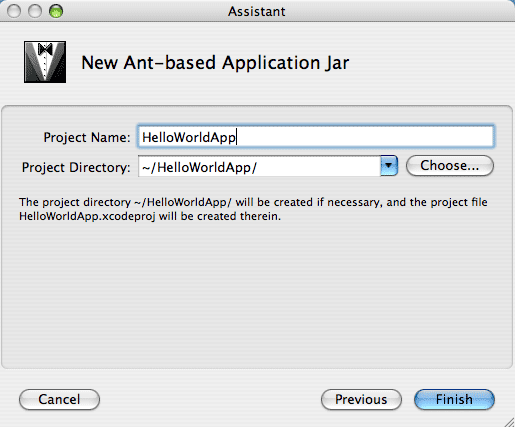 Assistant
New Ant-based Application Jar
Project Name: HelloWorldApp
Project Directory: ~/HelloWorldApp/ Choose...
The project directory ~/HelloWorldApp/ will be created if necessary, and the project file
HelloWorldApp.xcodeproj will be created therein.
Cancel Previous Finish